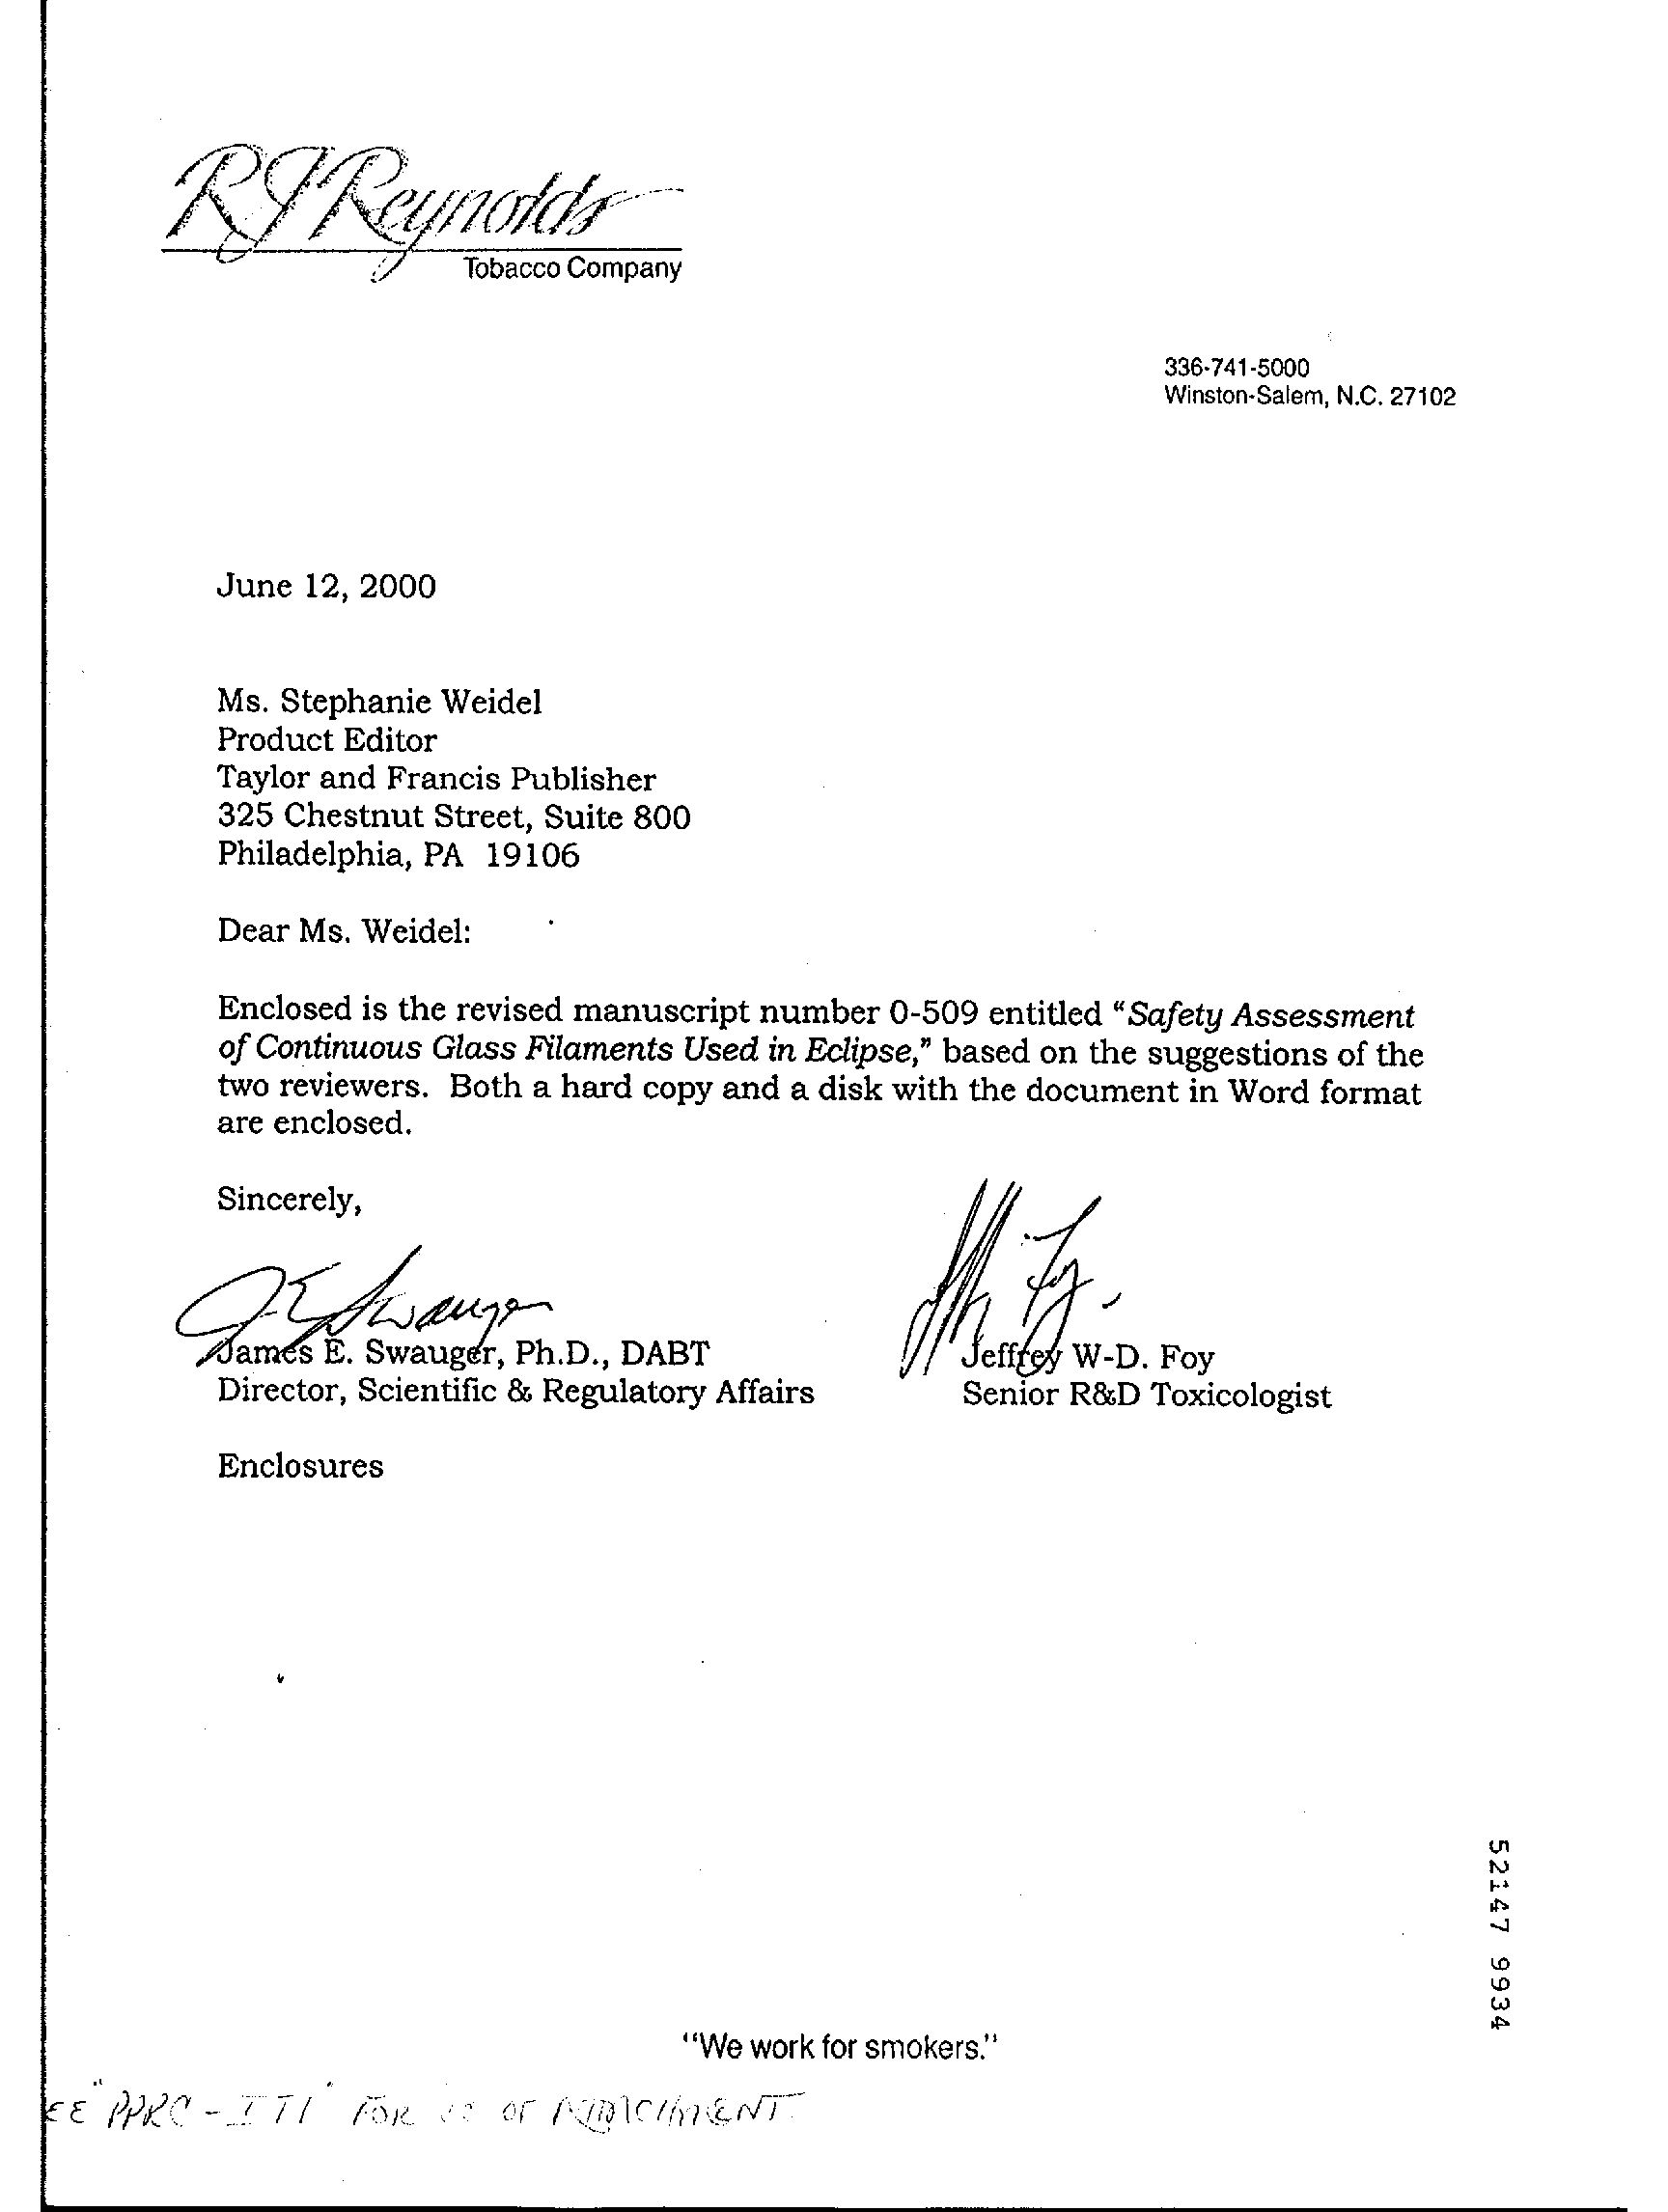 RJReynolds
Tobacco Company
336-741-5000
Winston-Salem, N.C. 27102
June 12, 2000
Ms. Stephanie Weidel
Product Editor
Taylor and Francis Publisher
325 Chestnut Street, Suite 800
Philadelphia, PA 19106
Dear Ms. Weidel:
Enclosed is the revised manuscript number 0-509 entitled "Safety Assessment
of Continuous Glass Filaments Used in Eclipse," based on the suggestions of the
two reviewers. Both a hard copy and a disk with the document in Word format
are enclosed.
Sincerely,
James E. Swauger, Ph.D., DABT
Director, Scientific & Regulatory Affairs
Jeffrey W-D. Foy
Senior R&D Toxicologist
Enclosures
52147 9934
"We work for smokers."
"PPRC - ITI" FOR OF ATTACHMENT